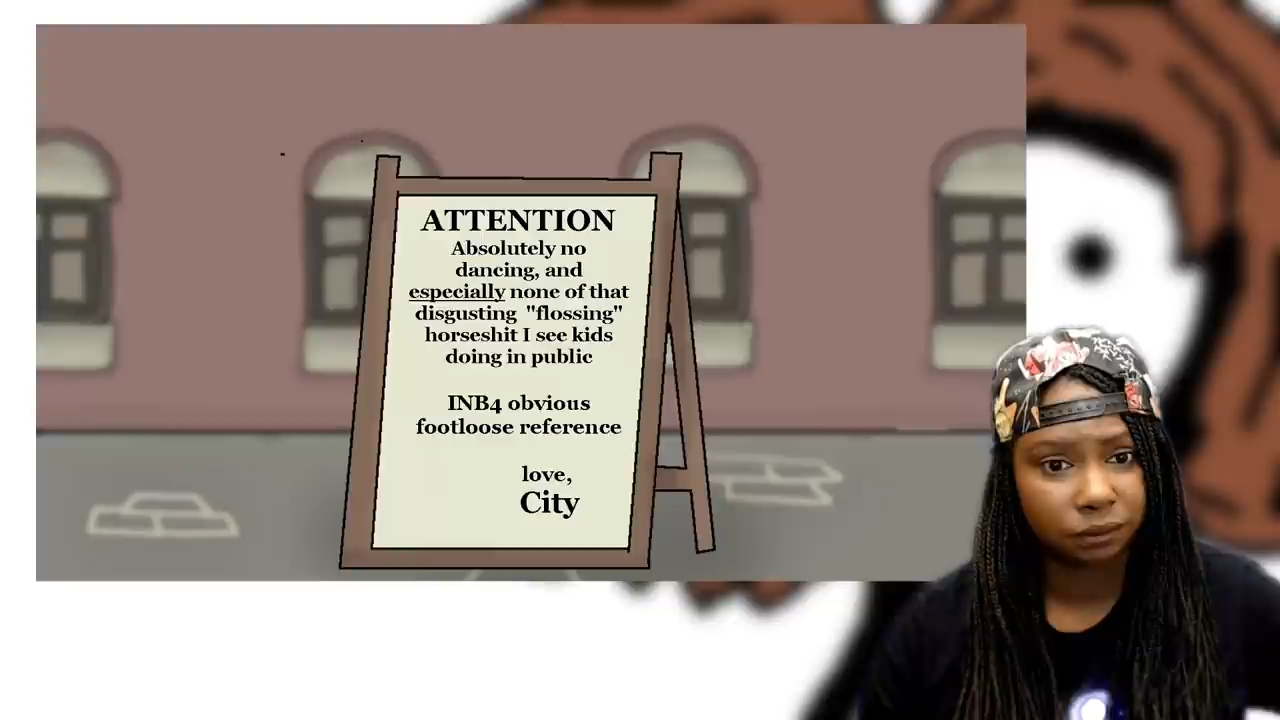 ATTENTION
Absolutely no
dancing, and
especially none of that
disgusting "flossing"
horseshit I see kids
doing in public
INB4 obvious
footloose reference
love,
City